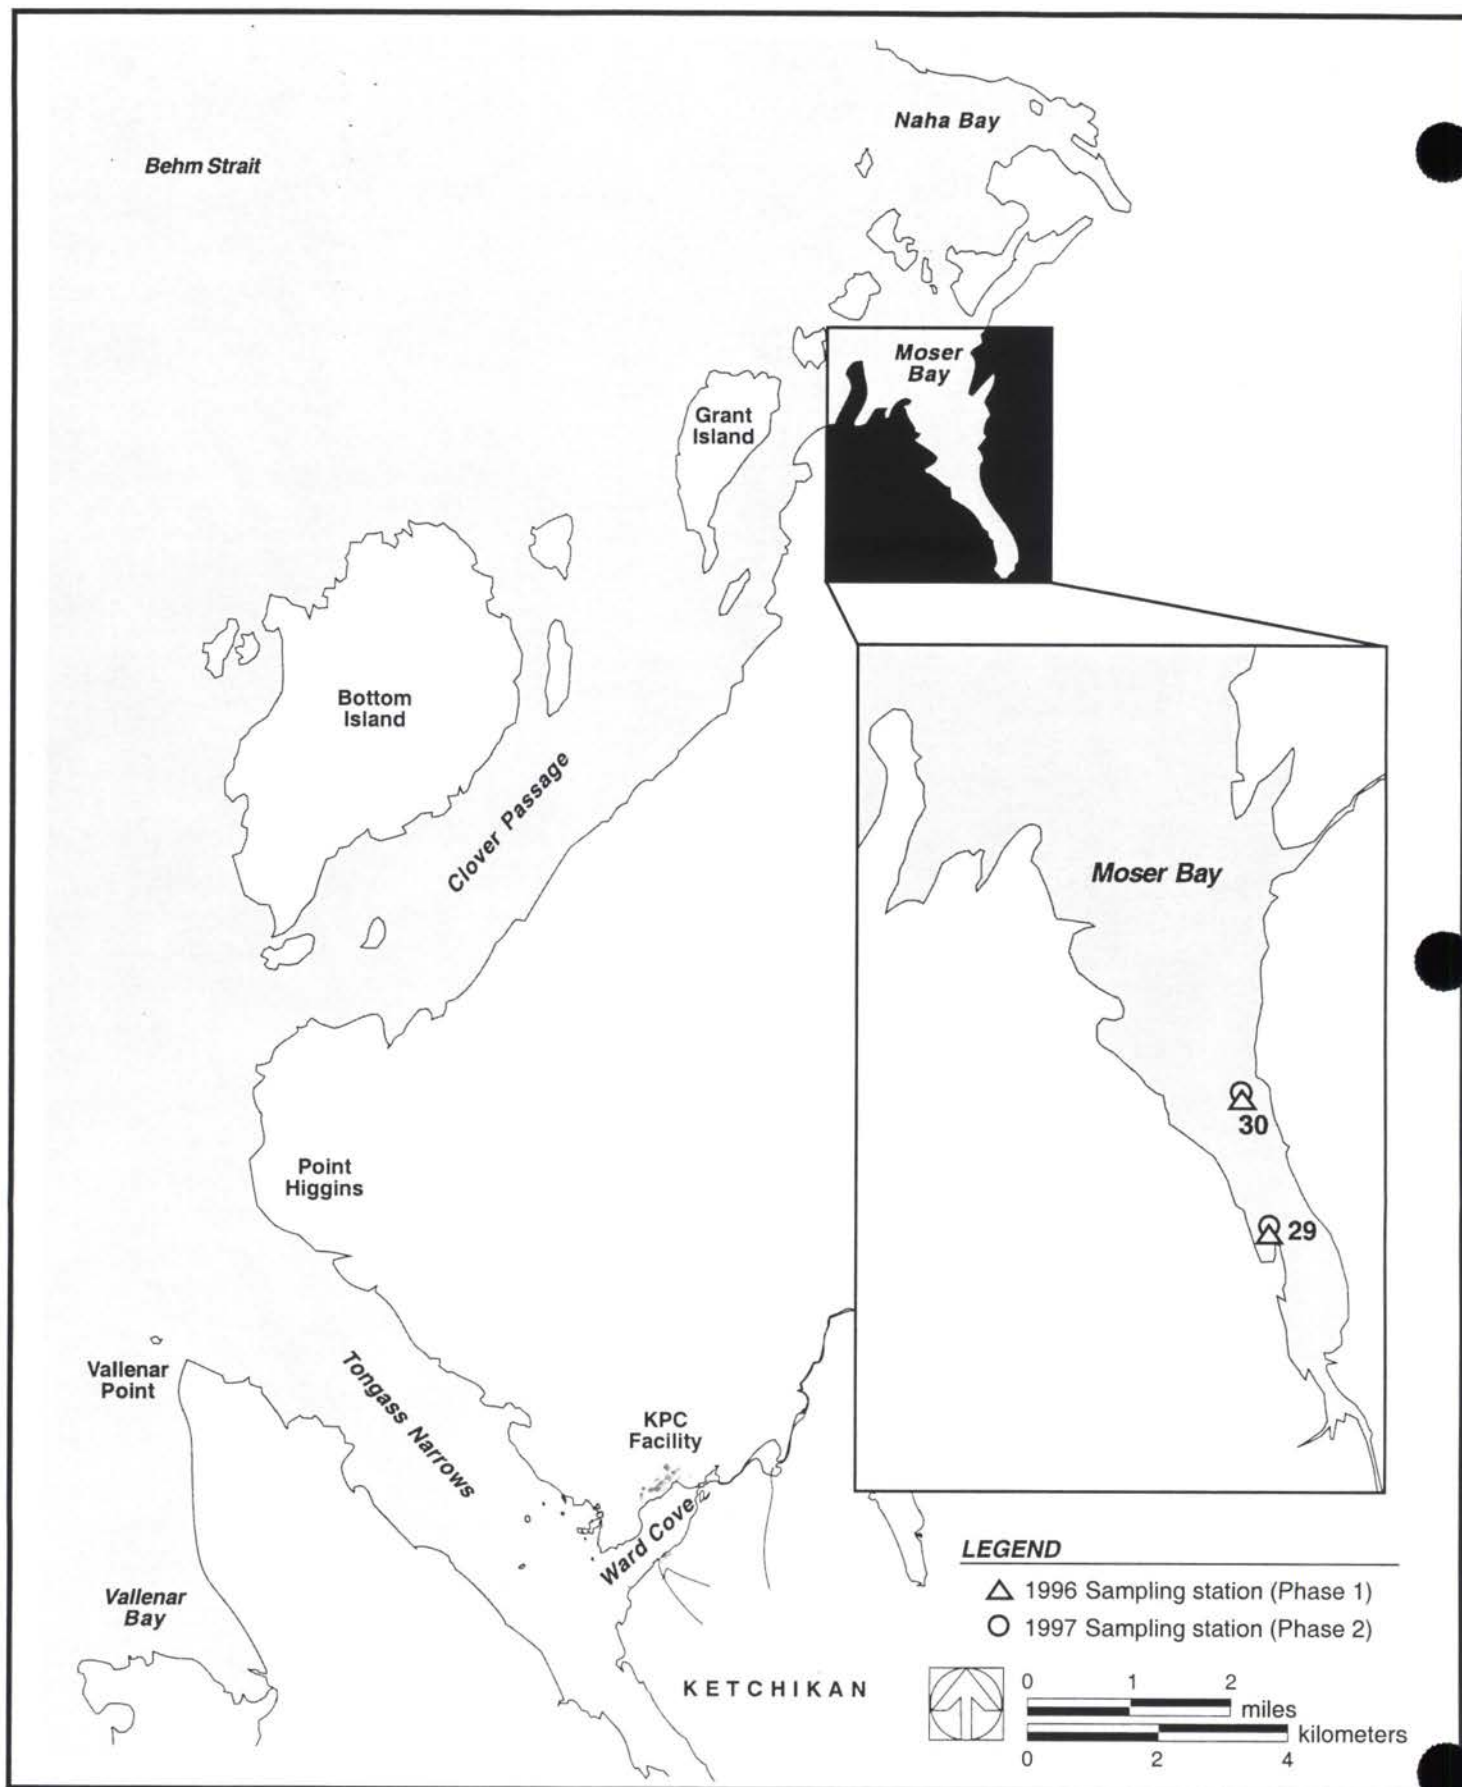 Naha Bay
Behm Strait
Moser
Bay
Grant
Island
Bottom
Island
Clover Passage
Moser Bay
30
29
Point
Higgins
Vallenar
Point
Tongass Narrows
KPC
Facility
Ward Cove
Vallenar
Bay
KETCHIKAN
LEGEND
1996 Sampling station (Phase 1)
1997 Sampling station (Phase 2)
0 1 2
miles
kilometers
0 2 4